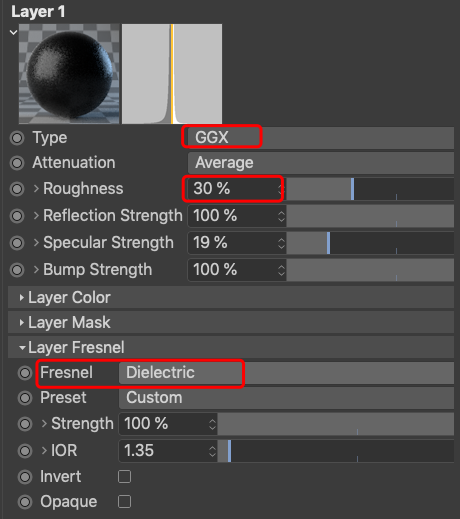 Layer 1
Type GGX
Attenuation Average
Roughness 30 %
Reflection Strength 100 %
Specular Strength 19 %
Bump Strength 100 %
Layer Color
Layer Mask
Layer Fresnel
Fresnel Dielectric
Preset Custom
Strength 100 %
IOR 1.35
Invert
Opaque